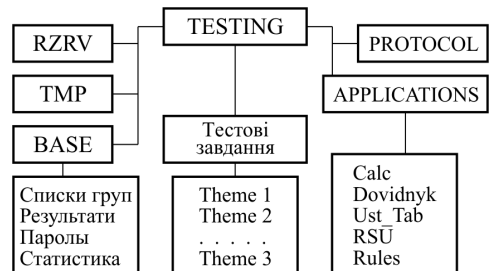 TESTING
RZRV
PROTOCOL
TMP
APPLICATIONS
BASE
Тестові
завдання
Списки груп
Результати
Паролы
Статистика
Theme 1
Theme 2
. . . . .
Theme 3
Calc
Dovidnyk
Ust_Tab
RSU
Rules